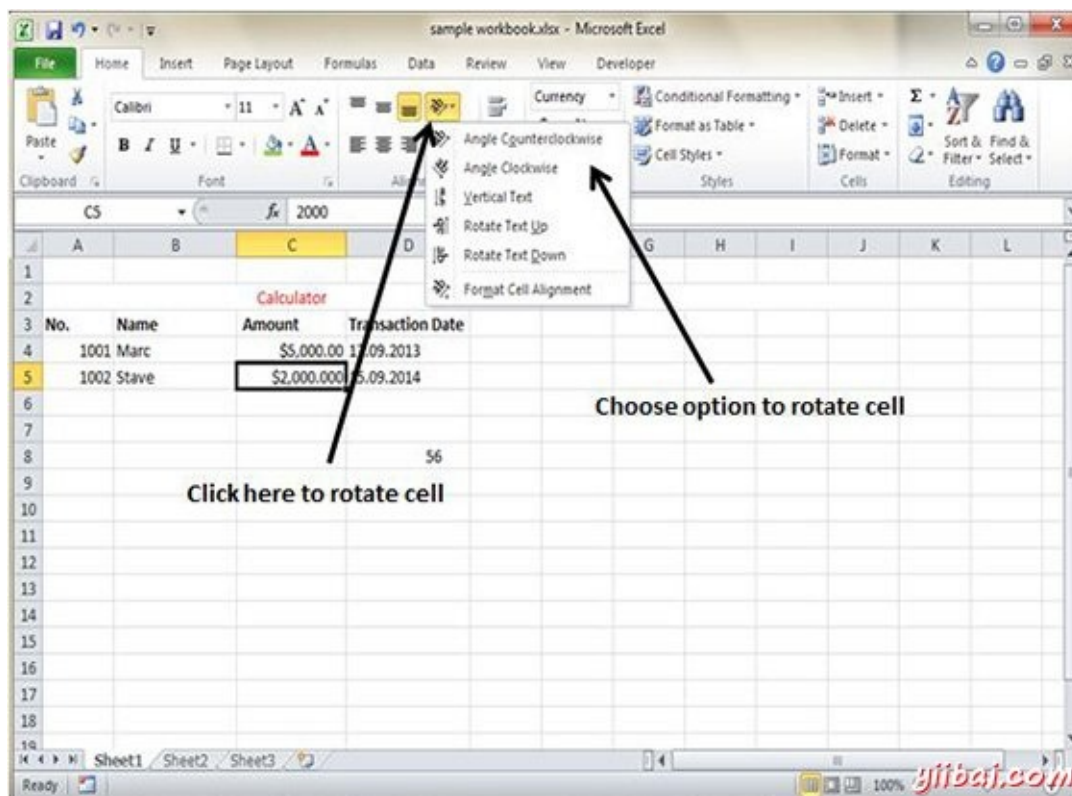 sample workbook.xlsx - Microsoft Excel
File Home Insert Page Layout Formulas Data Review View Developer
Calibri 11 Currency Conditional Formatting Insert Σ
Paste B I U A Format as Table Delete Sort & Find &
Cell Styles Format Filter Select
Clipboard Font Styles Cells Editing
Angle Counterclockwise
Angle Clockwise
Vertical Text
Rotate Text Up
Rotate Text Down
Format Cell Alignment
C5 fx 2000
A B C D G H I J K L
1
2 Calculator
3 No. Name Amount Transaction Date
4 1001 Marc $5,000.00 .09.2013
5 1002 Stave $2,000.000 .09.2014
6
Choose option to rotate cell
7
8 56
9
Click here to rotate cell
10
11
12
13
14
15
16
17
18
19
Sheet1 Sheet2 Sheet3
Ready 100%
yiibai.com